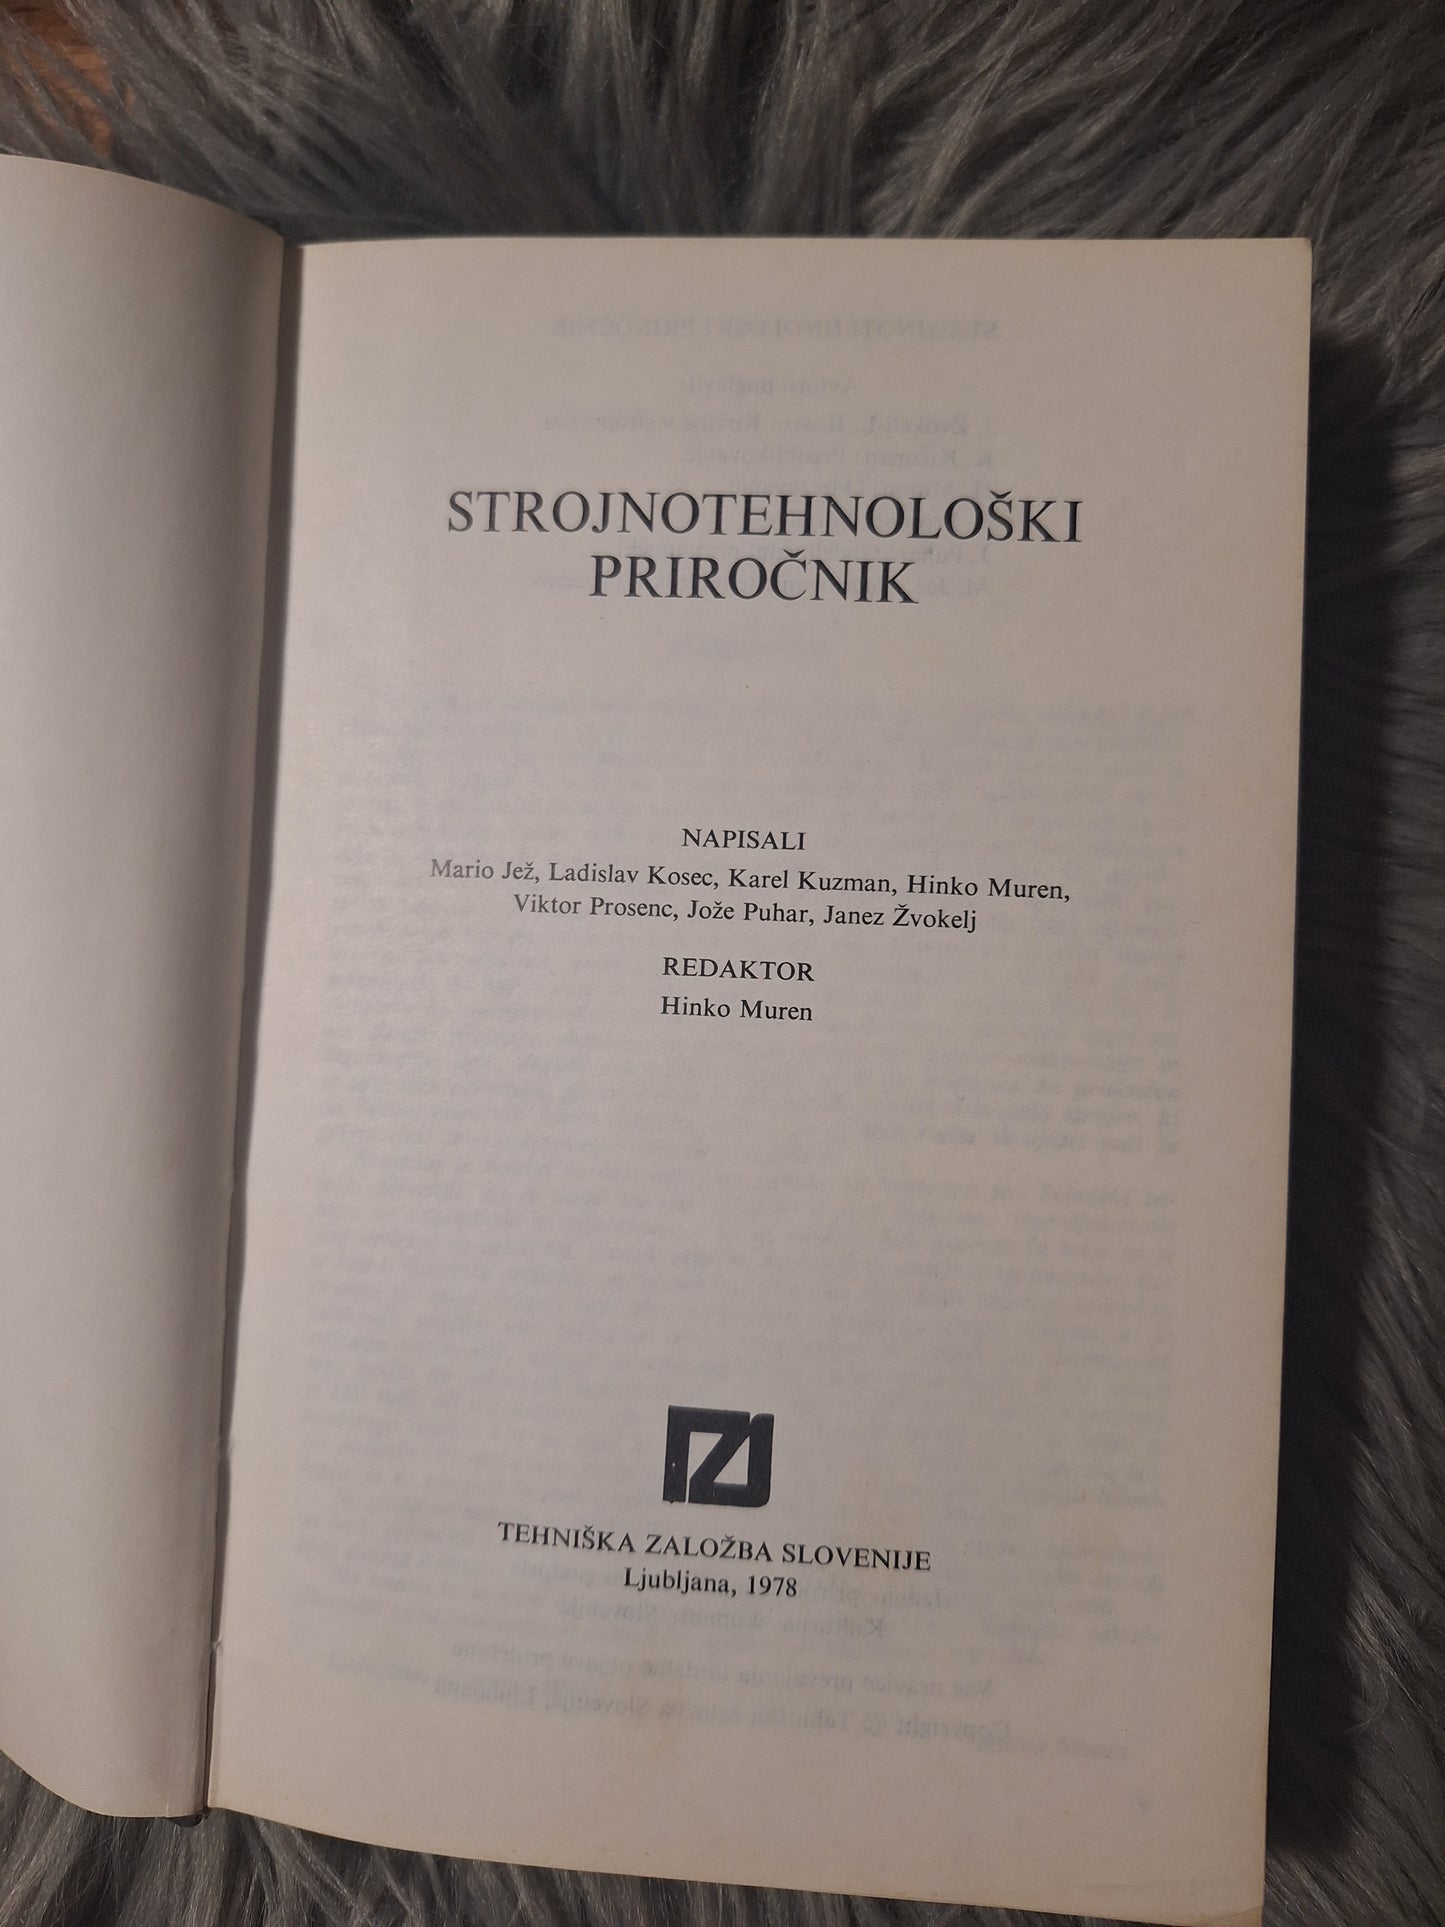 STROJNOTEHNOLOŠKI
PRIROČNIK
NAPISALI
Mario Jež, Ladislav Kosec, Karel Kuzman, Hinko Muren,
Viktor Prosenc, Jože Puhar, Janez Žvokelj
REDAKTOR
Hinko Muren
TEHNIŠKA ZALOŽBA SLOVENIJE
Ljubljana, 1978